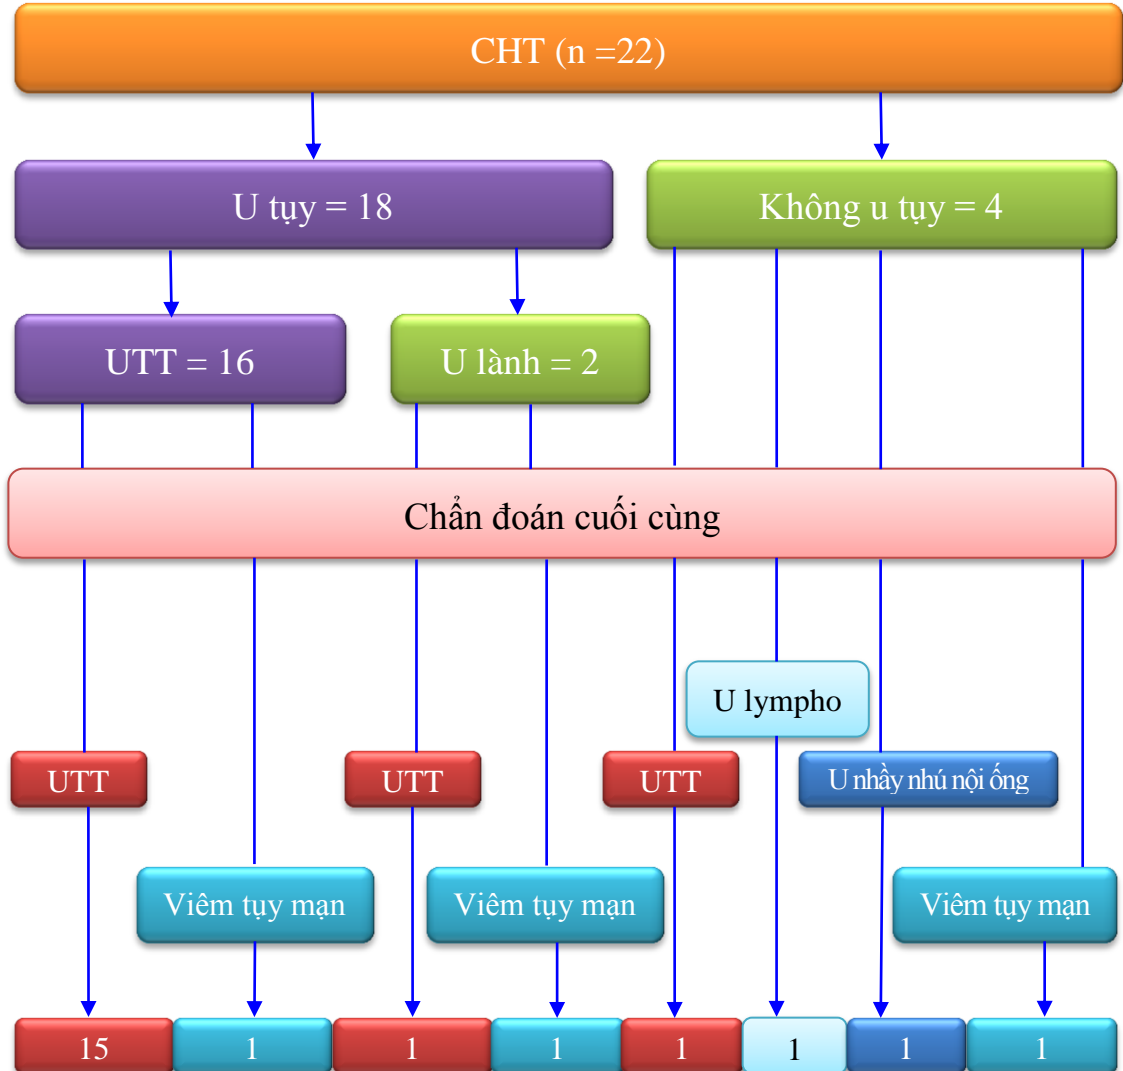 CHT (n =22)
U tụy = 18
Không u tụy = 4
UTT = 16
U lành = 2
Chẩn đoán cuối cùng
U lympho
UTT
UTT
UTT
U nhầy nhú nội ống
Viêm tụy mạn
Viêm tụy mạn
Viêm tụy mạn
15
1
1
1
1
1
1
1